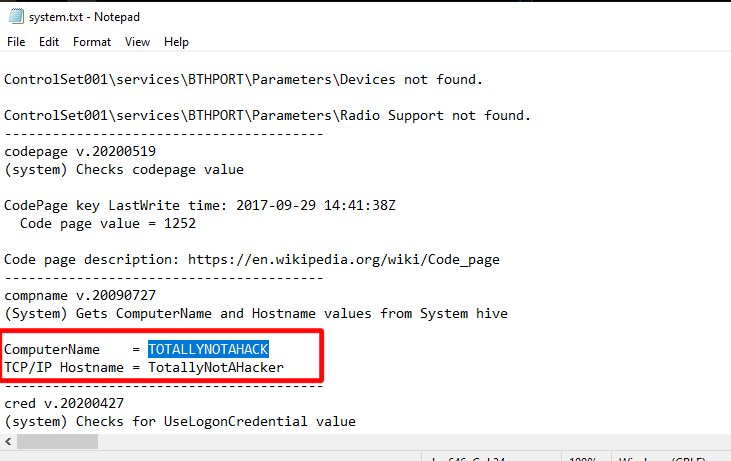 system.txt - Notepad
File Edit Format View Help
ControlSet001\services\BTHPORT\Parameters\Devices not found.
ControlSet001\services\BTHPORT\Parameters\Radio Support not found.
----------------------------------------
codepage v.20200519
(system) Checks codepage value
CodePage key LastWrite time: 2017-09-29 14:41:38Z
Code page value = 1252
Code page description: https://en.wikipedia.org/wiki/Code_page
----------------------------------------
compname v.20090727
(System) Gets ComputerName and Hostname values from System hive
ComputerName    = TOTALLYNOTAHACK
TCP/IP Hostname = TotallyNotAHacker
----------------------------------------
cred v.20200427
(system) Checks for UseLogonCredential value